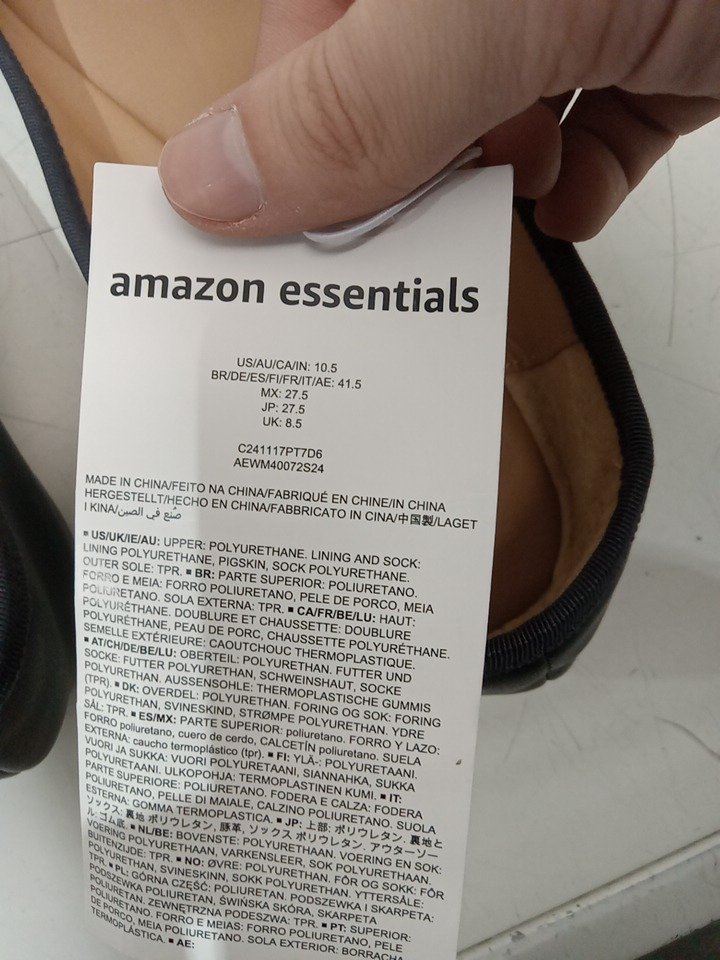 amazon essentials
US/AU/CA/IN: 10.5
BR/DE/ES/FI/FR/IT/AE: 41.5
MX: 27.5
JP: 27.5
UK: 8.5
C241117PT7D6
AEWM40072S24
MADE IN CHINA/FEITO NA CHINA/FABRIQUÉ EN CHINE/IN CHINA
HERGESTELLT/HECHO EN CHINA/FABBRICATO IN CINA/中国製/LAGET
I KINA/صُنع في الصين
■ US/UK/IE/AU: UPPER: POLYURETHANE. LINING AND SOCK:
LINING POLYURETHANE, PIGSKIN, SOCK POLYURETHANE.
OUTER SOLE: TPR. ■ BR: PARTE SUPERIOR: POLIURETANO.
FORRO E MEIA: FORRO POLIURETANO, PELE DE PORCO, MEIA
POLIURETANO. SOLA EXTERNA: TPR. ■ CA/FR/BE/LU: HAUT:
POLYURÉTHANE. DOUBLURE ET CHAUSSETTE: DOUBLURE
POLYURÉTHANE, PEAU DE PORC, CHAUSSETTE POLYURÉTHANE.
SEMELLE EXTÉRIEURE: CAOUTCHOUC THERMOPLASTIQUE.
■ AT/CH/DE/BE/LU: OBERTEIL: POLYURETHAN. FUTTER UND
SOCKE: FUTTER POLYURETHAN, SCHWEINSHAUT, SOCKE
POLYURETHAN. AUSSENSOHLE: THERMOPLASTISCHE GUMMIS
(TPR). ■ DK: OVERDEL: POLYURETHAN. FORING OG SOK: FORING
POLYURETHAN, SVINESKIND, STRØMPE POLYURETHAN. YDRE
SÅL: TPR. ■ ES/MX: PARTE SUPERIOR: poliuretano. FORRO Y LAZO:
FORRO poliuretano, cuero de cerdo, CALCETÍN poliuretano. SUELA
EXTERNA: caucho termoplástico (tpr). ■ FI: YLÄ-: POLYURETAANI.
VUORI JA SUKKA: VUORI POLYURETAANI, SIANNAHKA, SUKKA
POLYURETAANI. ULKOPOHJA: TERMOPLASTINEN KUMI. ■ IT:
PARTE SUPERIORE: POLIURETANO. FODERA E CALZA: FODERA
POLIURETANO, PELLE DI MAIALE, CALZINO POLIURETANO. SUOLA
ESTERNA: GOMMA TERMOPLASTICA. ■ JP: 上部: ポリウレタン. 裏地と
ソックス: 裏地 ポリウレタン, 豚革, ソックス ポリウレタン. アウターソー
ル: ゴム底. ■ NL/BE: BOVENSTE: POLYURETHAAN. VOERING EN SOK:
VOERING POLYURETHAAN, VARKENSLEER, SOK POLYURETHAAN.
BUITENZIJDE: TPR. ■ NO: ØVRE: POLYURETHAN. FÔR OG SOKK: FÔR
POLYURETHAN, SVINESKINN, SOKK POLYURETHAN. YTTERSÅLE:
TPR. ■ PL: GÓRNA CZĘŚĆ: POLIURETAN. PODSZEWKA I SKARPETA:
PODSZEWKA POLIURETAN, ŚWIŃSKA SKÓRA, SKARPETA
POLIURETAN. ZEWNĘTRZNA PODESZWA: TPR. ■ PT: SUPERIOR:
POLIURETANO. FORRO E MEIAS: FORRO POLIURETANO, PELE
DE PORCO, MEIA POLIURETANO. SOLA EXTERIOR: BORRACHA
TERMOPLÁSTICA. ■ AE: